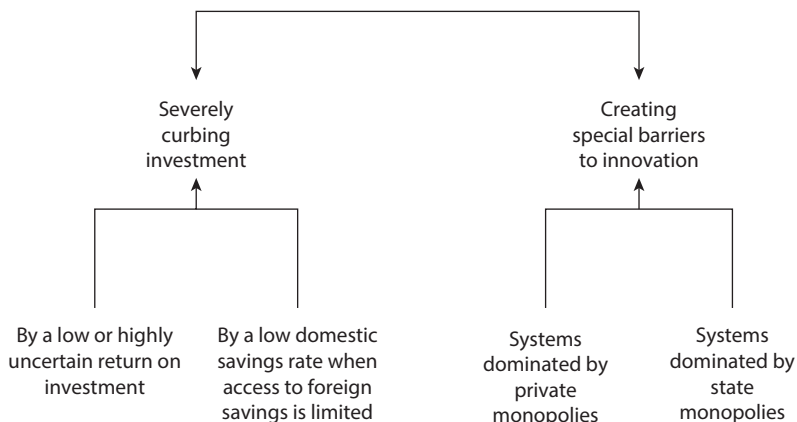 Severely
curbing
investment
Creating
special barriers
to innovation
By a low or highly
uncertain return on
investment
By a low domestic
savings rate when
access to foreign
savings is limited
Systems
dominated by
private
monopolies
Systems
dominated by
state
monopolies